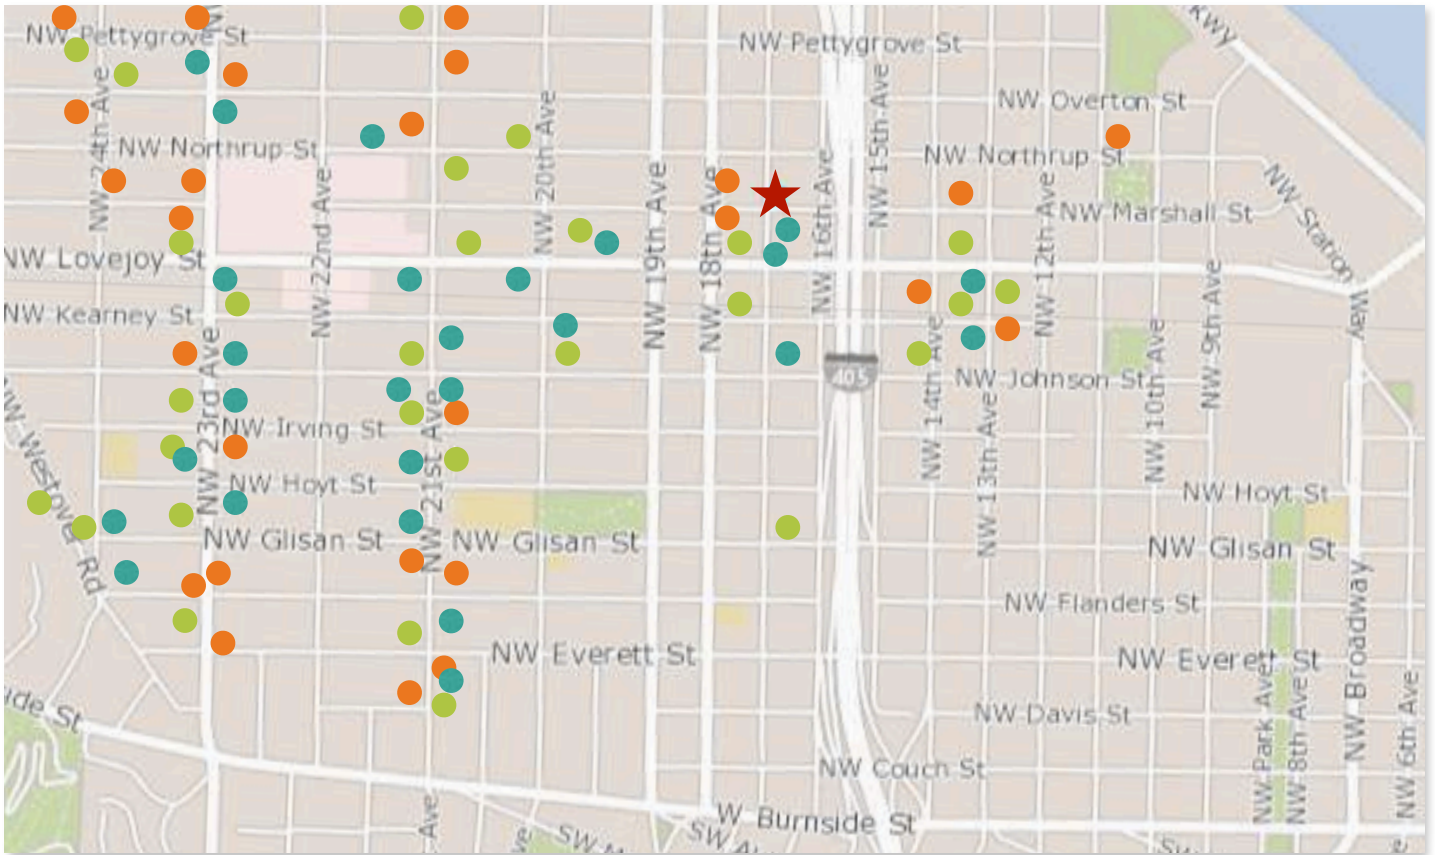 NW Pettygrove St
NW Pettygrove St
NW 24th Ave
NW 15th Ave
NW Overton St
NW 20th Ave
NW Northrup St
NW Northrup St
NW 22nd Ave
NW 19th Ave
NW 18th Ave
NW 16th Ave
NW 12th Ave
NW Marshall St
NW Station Way
NW Lovejoy St
NW Kearney St
NW 9th Ave
NW 23rd Ave
NW 14th Ave
NW 10th Ave
405
NW Johnson St
NW Westover Rd
NW 21st Ave
NW 13th Ave
NW Irving St
NW Hoyt St
NW Hoyt St
NW Glisan St
NW Glisan St
NW Glisan St
NW Flanders St
NW Broadway
NW Everett St
NW Everett St
NW Park Ave
NW 8th Ave
NW 6th Ave
NW Davis St
NW Couch St
Ave
W Burnside St